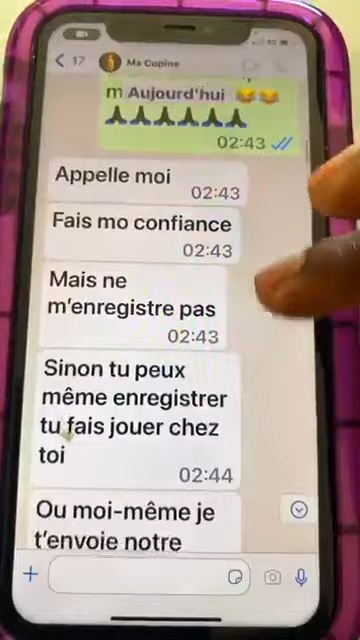 17
Ma Copine
m Aujourd'hui 😂😂
🙏🏿🙏🏿🙏🏿🙏🏿🙏🏿🙏🏿
02:43
Appelle moi
02:43
Fais mo confiance
02:43
Mais ne
m'enregistre pas
02:43
Sinon tu peux
même enregistrer
tu fais jouer chez
toi
02:44
Ou moi-même je
t'envoie notre